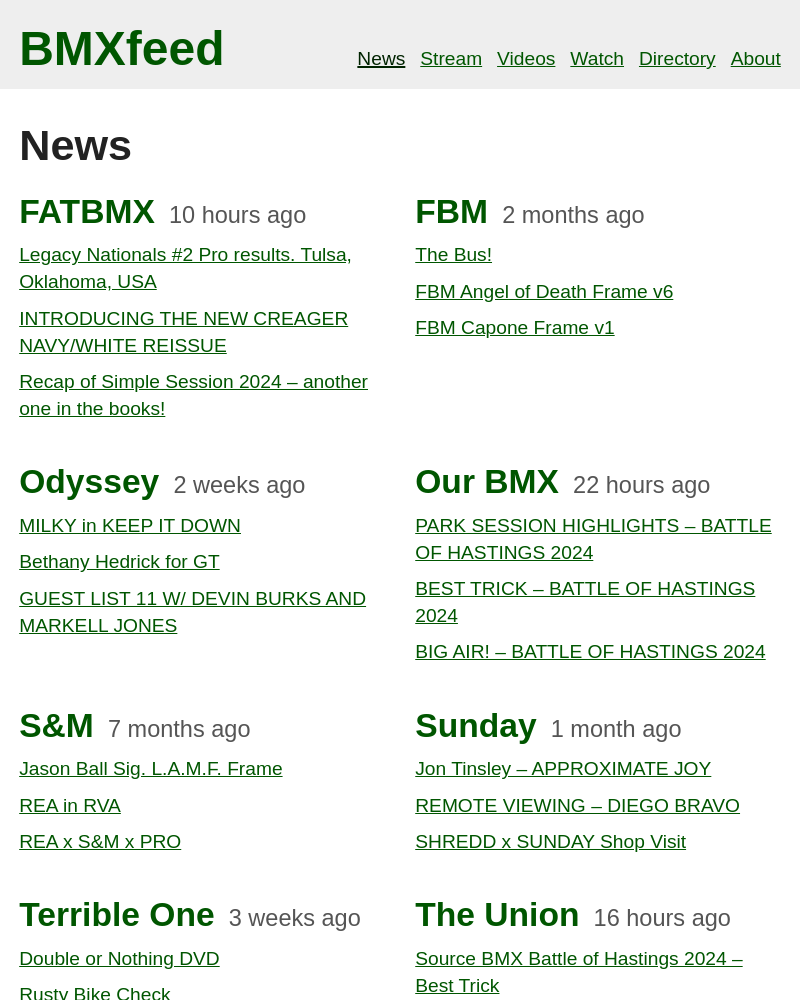 BMXfeed
News Stream Videos Watch Directory About
News
FATBMX 10 hours ago
Legacy Nationals #2 Pro results. Tulsa,
Oklahoma, USA
INTRODUCING THE NEW CREAGER
NAVY/WHITE REISSUE
Recap of Simple Session 2024 – another
one in the books!
FBM 2 months ago
The Bus!
FBM Angel of Death Frame v6
FBM Capone Frame v1
Odyssey 2 weeks ago
MILKY in KEEP IT DOWN
Bethany Hedrick for GT
GUEST LIST 11 W/ DEVIN BURKS AND
MARKELL JONES
Our BMX 22 hours ago
PARK SESSION HIGHLIGHTS – BATTLE
OF HASTINGS 2024
BEST TRICK – BATTLE OF HASTINGS
2024
BIG AIR! – BATTLE OF HASTINGS 2024
S&M 7 months ago
Jason Ball Sig. L.A.M.F. Frame
REA in RVA
REA x S&M x PRO
Sunday 1 month ago
Jon Tinsley – APPROXIMATE JOY
REMOTE VIEWING – DIEGO BRAVO
SHREDD x SUNDAY Shop Visit
Terrible One 3 weeks ago
Double or Nothing DVD
Rusty Bike Check
The Union 16 hours ago
Source BMX Battle of Hastings 2024 –
Best Trick